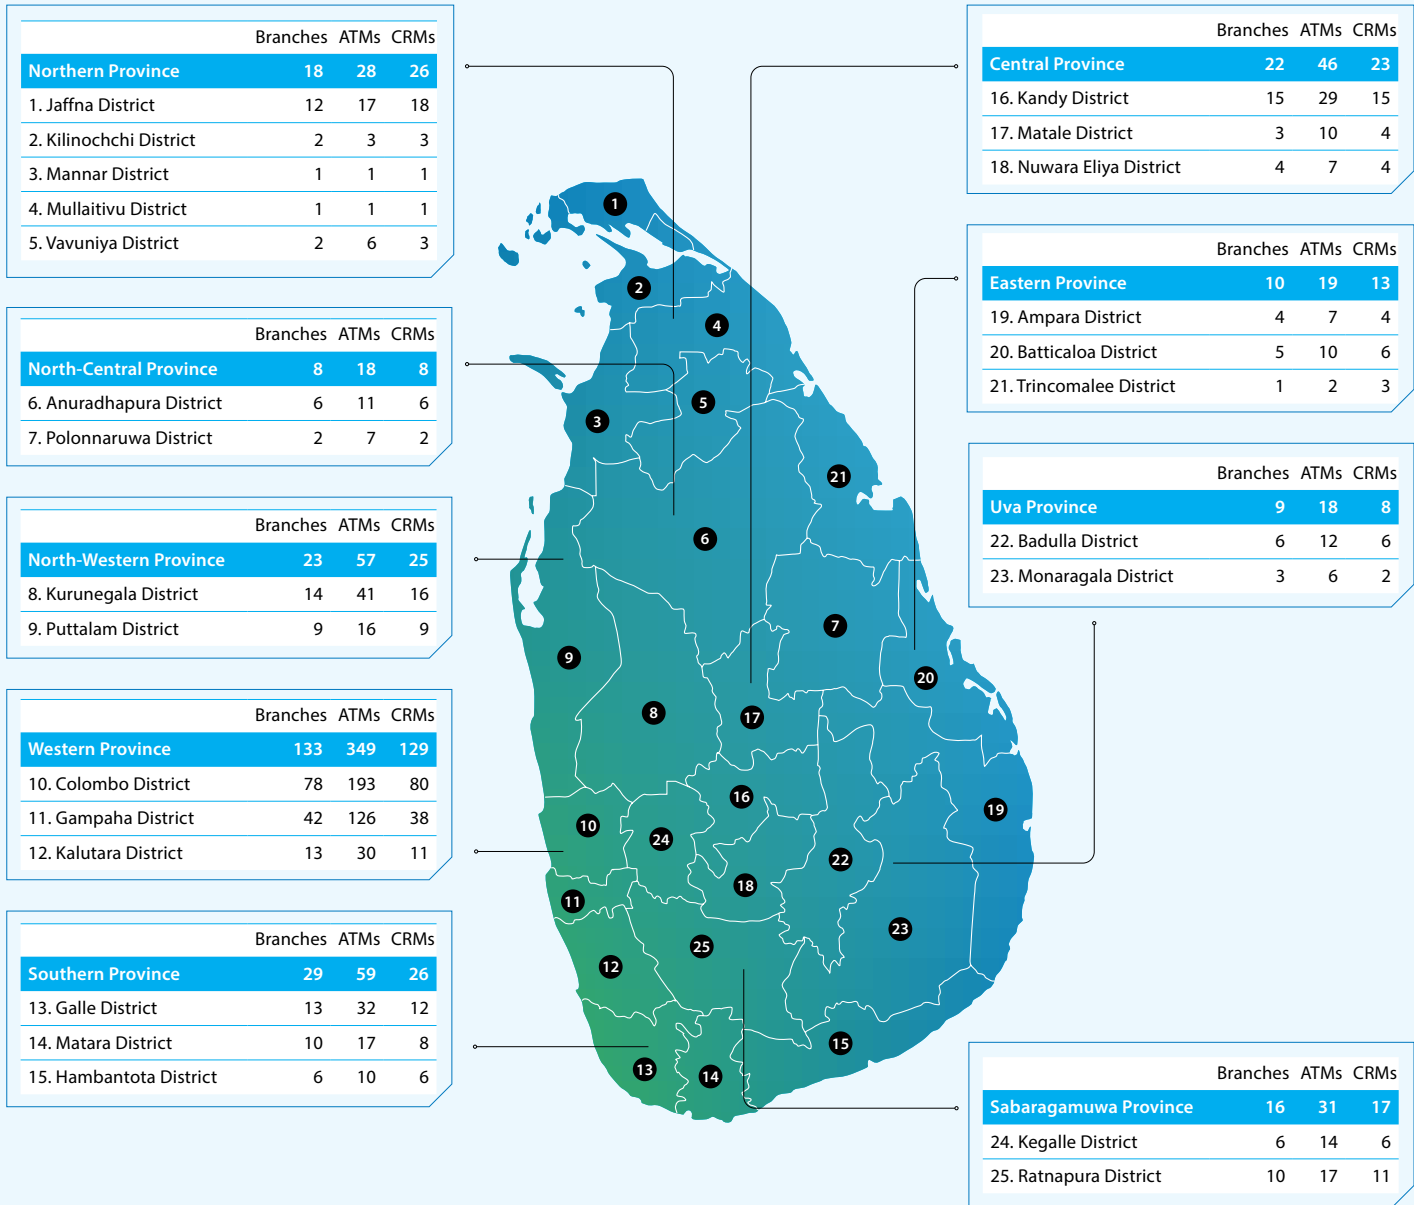 Branches ATMs CRMs
Northern Province 18 28 26
1. Jaffna District 12 17 18
2. Kilinochchi District 2 3 3
3. Mannar District 1 1 1
4. Mullaitivu District 1 1 1
5. Vavuniya District 2 6 3
Branches ATMs CRMs
North-Central Province 8 18 8
6. Anuradhapura District 6 11 6
7. Polonnaruwa District 2 7 2
Branches ATMs CRMs
North-Western Province 23 57 25
8. Kurunegala District 14 41 16
9. Puttalam District 9 16 9
Branches ATMs CRMs
Western Province 133 349 129
10. Colombo District 78 193 80
11. Gampaha District 42 126 38
12. Kalutara District 13 30 11
Branches ATMs CRMs
Southern Province 29 59 26
13. Galle District 13 32 12
14. Matara District 10 17 8
15. Hambantota District 6 10 6
1
2
4
5
3
21
6
7
9
20
8
17
16
19
10
24
22
18
11
23
25
12
15
13
14
Branches ATMs CRMs
Central Province 22 46 23
16. Kandy District 15 29 15
17. Matale District 3 10 4
18. Nuwara Eliya District 4 7 4
Branches ATMs CRMs
Eastern Province 10 19 13
19. Ampara District 4 7 4
20. Batticaloa District 5 10 6
21. Trincomalee District 1 2 3
Branches ATMs CRMs
Uva Province 9 18 8
22. Badulla District 6 12 6
23. Monaragala District 3 6 2
Branches ATMs CRMs
Sabaragamuwa Province 16 31 17
24. Kegalle District 6 14 6
25. Ratnapura District 10 17 11